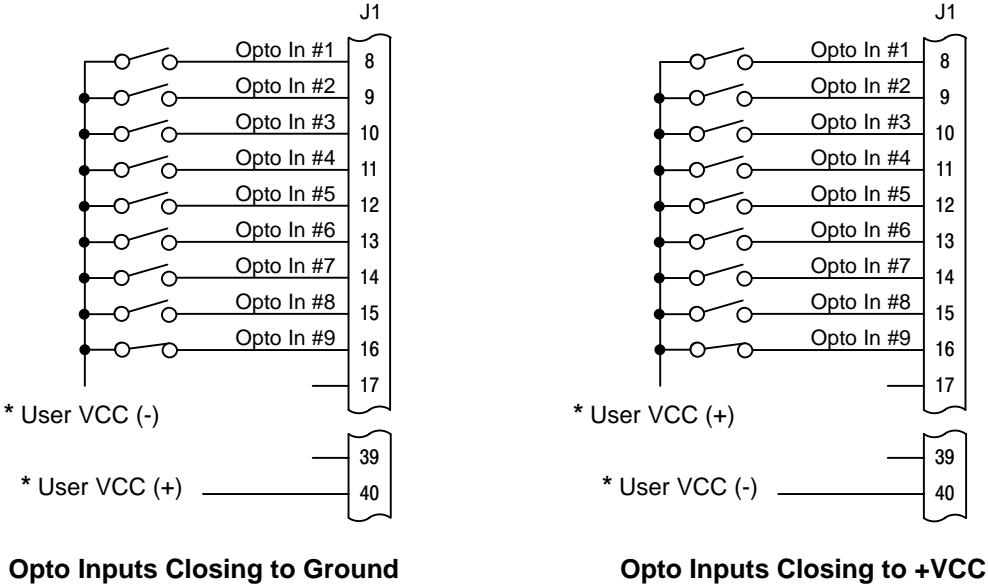 J1
Opto In #1 8
Opto In #2 9
Opto In #3 10
Opto In #4 11
Opto In #5 12
Opto In #6 13
Opto In #7 14
Opto In #8 15
Opto In #9 16
17
* User VCC (-)
39
* User VCC (+) 40
Opto Inputs Closing to Ground
J1
Opto In #1 8
Opto In #2 9
Opto In #3 10
Opto In #4 11
Opto In #5 12
Opto In #6 13
Opto In #7 14
Opto In #8 15
Opto In #9 16
17
* User VCC (+)
39
* User VCC (-) 40
Opto Inputs Closing to +VCC